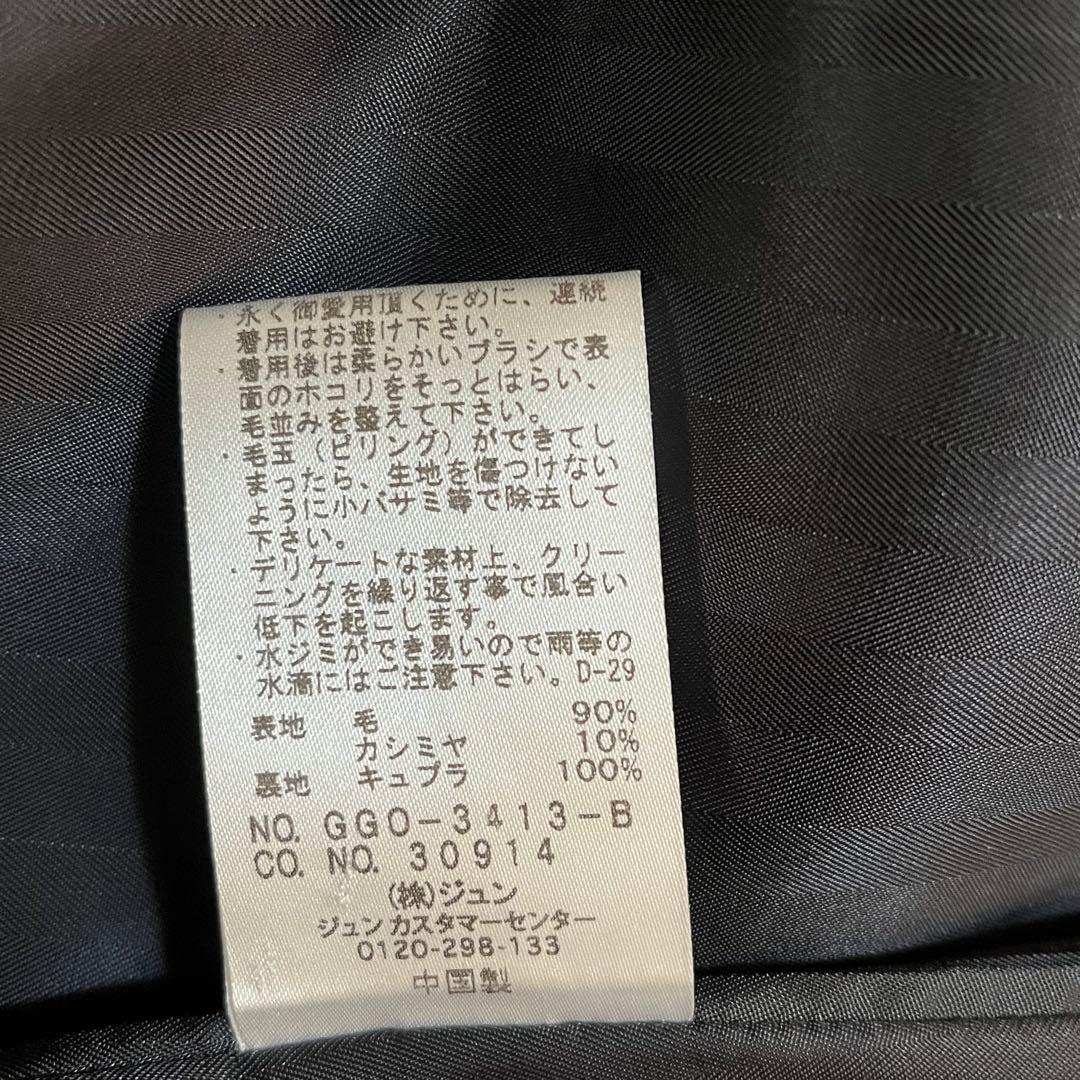 ・永く御愛用頂くために、連続
着用はお避け下さい。
・着用後は柔らかいブラシで表
面のホコリをそっとはらい、
毛並みを整えて下さい。
・毛玉(ピリング)ができてし
まったら、生地を傷つけない
ように小バサミ等で除去して
下さい。
・デリケートな素材上、クリー
ニングを繰り返す事で風合い
低下を起こします。
・水ジミができ易いので雨等の
水滴にはご注意下さい。D-29
表地 毛 90%
カシミヤ 10%
裏地 キュプラ 100%
NO. GGO-3413-B
CO. NO. 30914
(株)ジュン
ジュン カスタマーセンター
0120-298-133
中国製